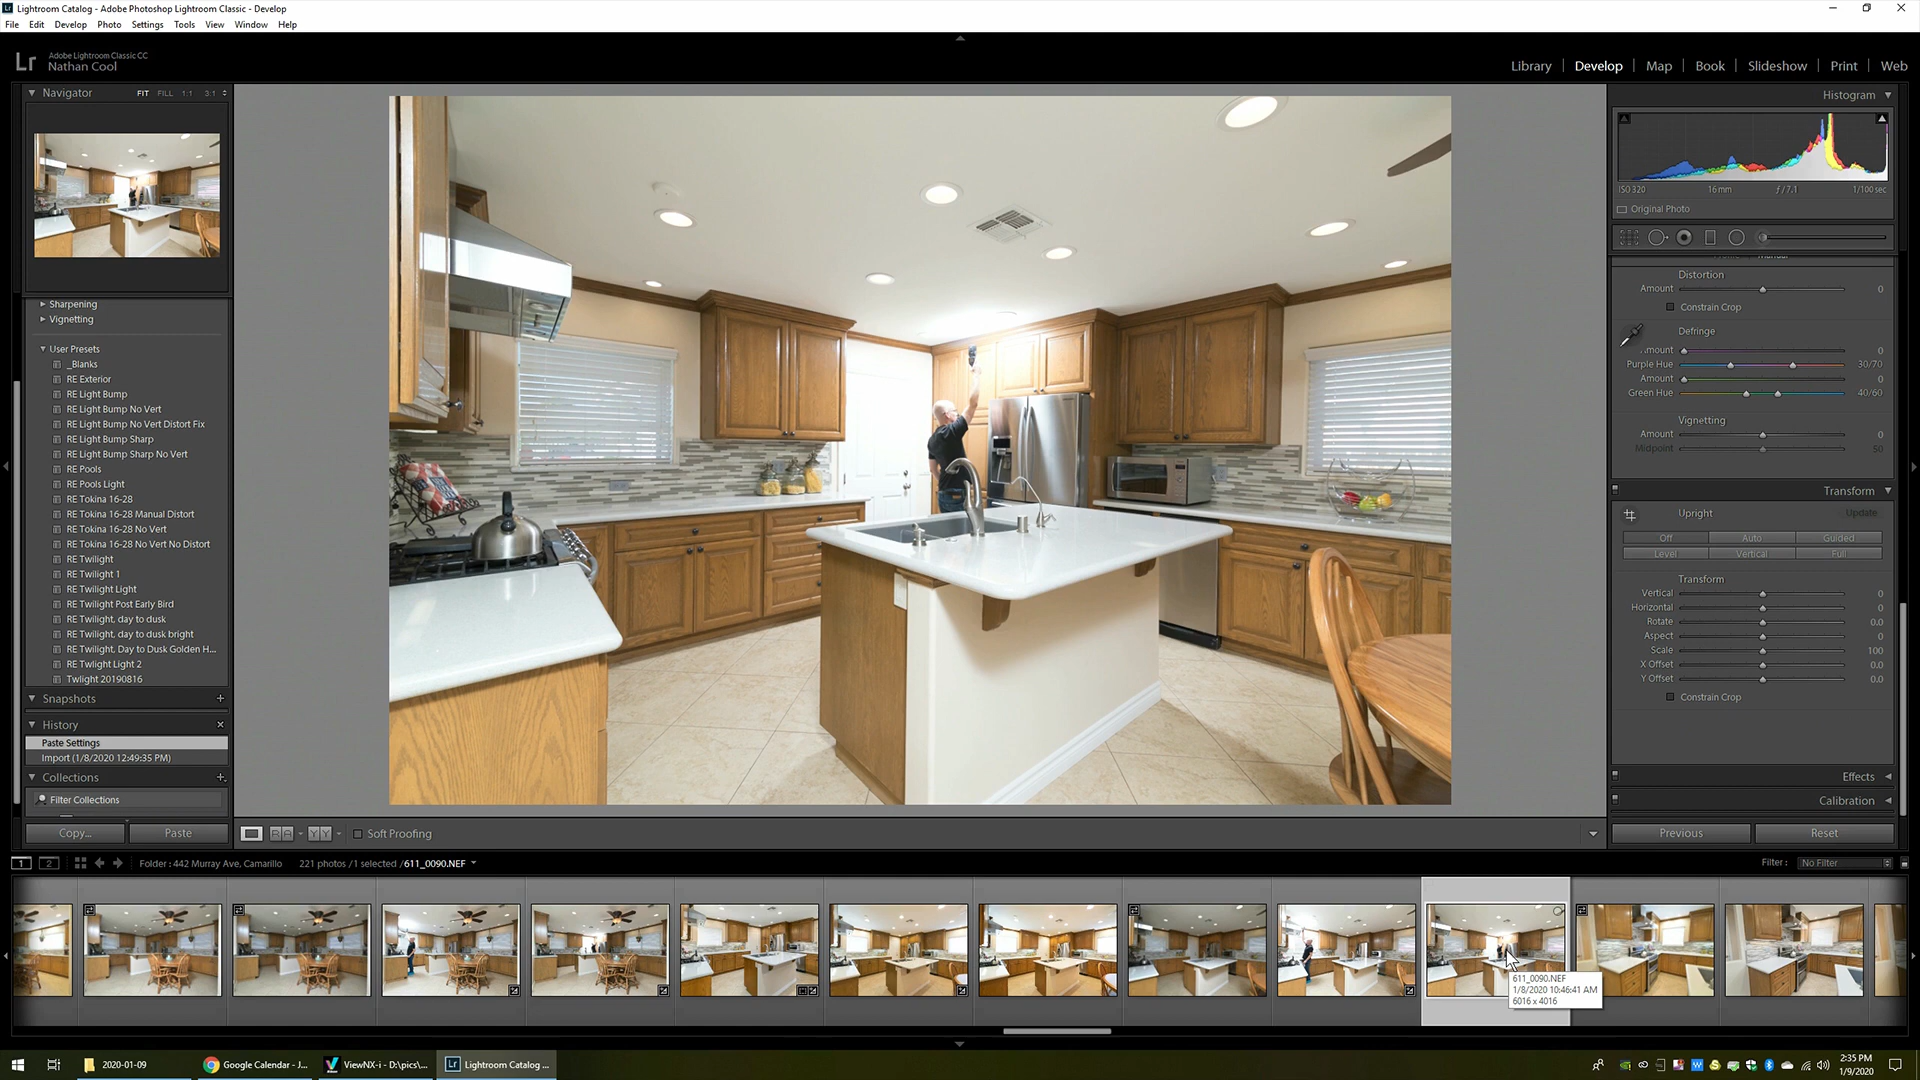 Lightroom Catalog - Adobe Photoshop Lightroom Classic - Develop
File Edit Develop Photo Settings Tools View Window Help
Lr
Adobe Lightroom Classic CC
Nathan Cool
Library Develop Map Book Slideshow Print Web
Navigator FIT FILL 1:1 3:1
Sharpening
Vignetting
User Presets
_Blanks
RE Exterior
RE Light Bump
RE Light Bump No Vert
RE Light Bump No Vert Distort Fix
RE Light Bump Sharp
RE Light Bump Sharp No Vert
RE Pools
RE Pools Light
RE Tokina 16-28
RE Tokina 16-28 Manual Distort
RE Tokina 16-28 No Vert
RE Tokina 16-28 No Vert No Distort
RE Twilight
RE Twilight 1
RE Twilight Light
RE Twilight Post Early Bird
RE Twilight, day to dusk
RE Twilight, day to dusk bright
RE Twilight, Day to Dusk Golden H...
RE Twlight Light 2
Twlight 20190816
Snapshots
History
Paste Settings
Import (1/8/2020 12:49:35 PM)
Collections
Filter Collections
Copy... Paste
Soft Proofing
Histogram
ISO 320 16 mm ƒ / 7.1 1/100 sec
Original Photo
Distortion
Amount 0
Constrain Crop
Defringe
Amount 0
Purple Hue 30/70
Amount 0
Green Hue 40/60
Vignetting
Amount 0
Midpoint 50
Transform
Upright Update
Off Auto Guided
Level Vertical Full
Transform
Vertical 0
Horizontal 0
Rotate 0.0
Aspect 0
Scale 100
X Offset 0.0
Y Offset 0.0
Constrain Crop
Effects
Calibration
Previous Reset
1 2 Folder : 442 Murray Ave, Camarillo 221 photos / 1 selected / 611_0090.NEF
Filter : No Filter
611_0090.NEF
1/8/2020 10:46:41 AM
6016 x 4016
2020-01-09 Google Calendar - J... ViewNX-i - D:\pics\... Lightroom Catalog ...
2:35 PM
1/9/2020